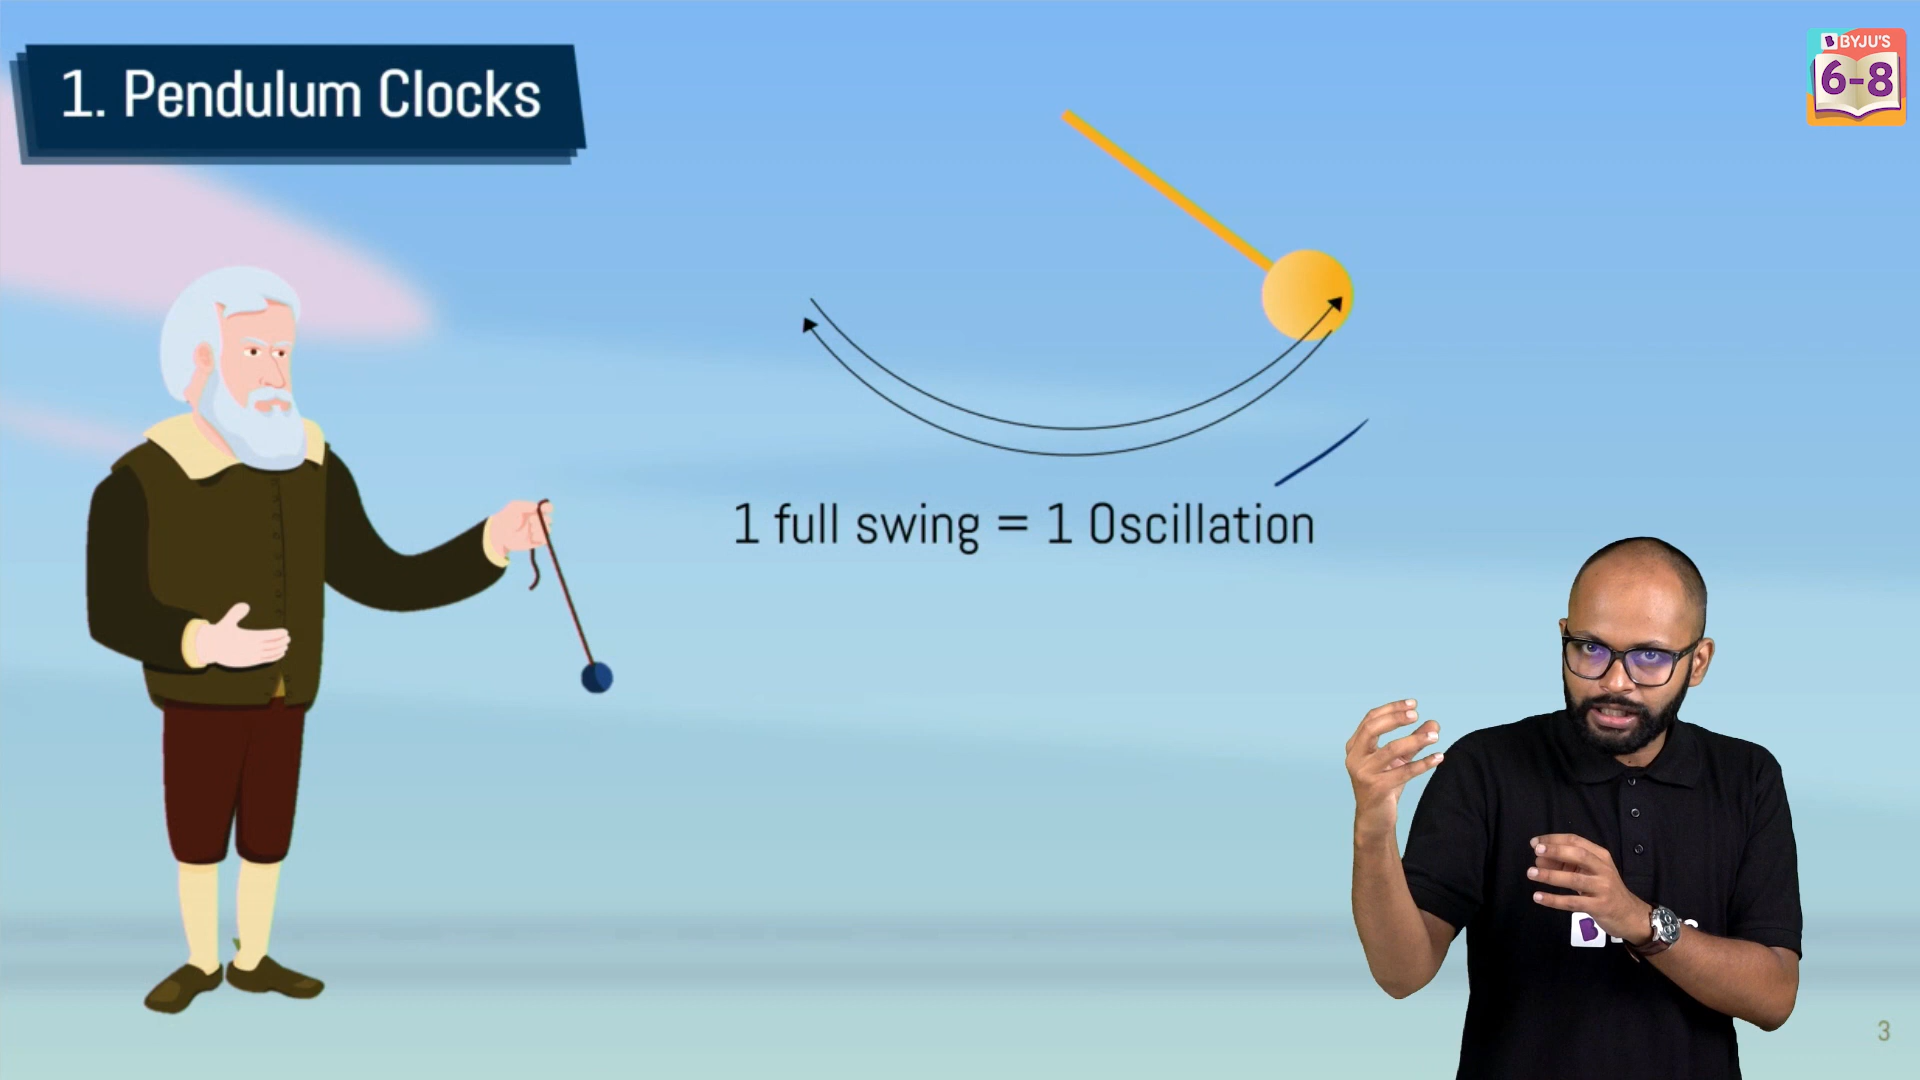 1. Pendulum Clocks
BYJU'S
6-8
1 full swing = 1 Oscillation
3